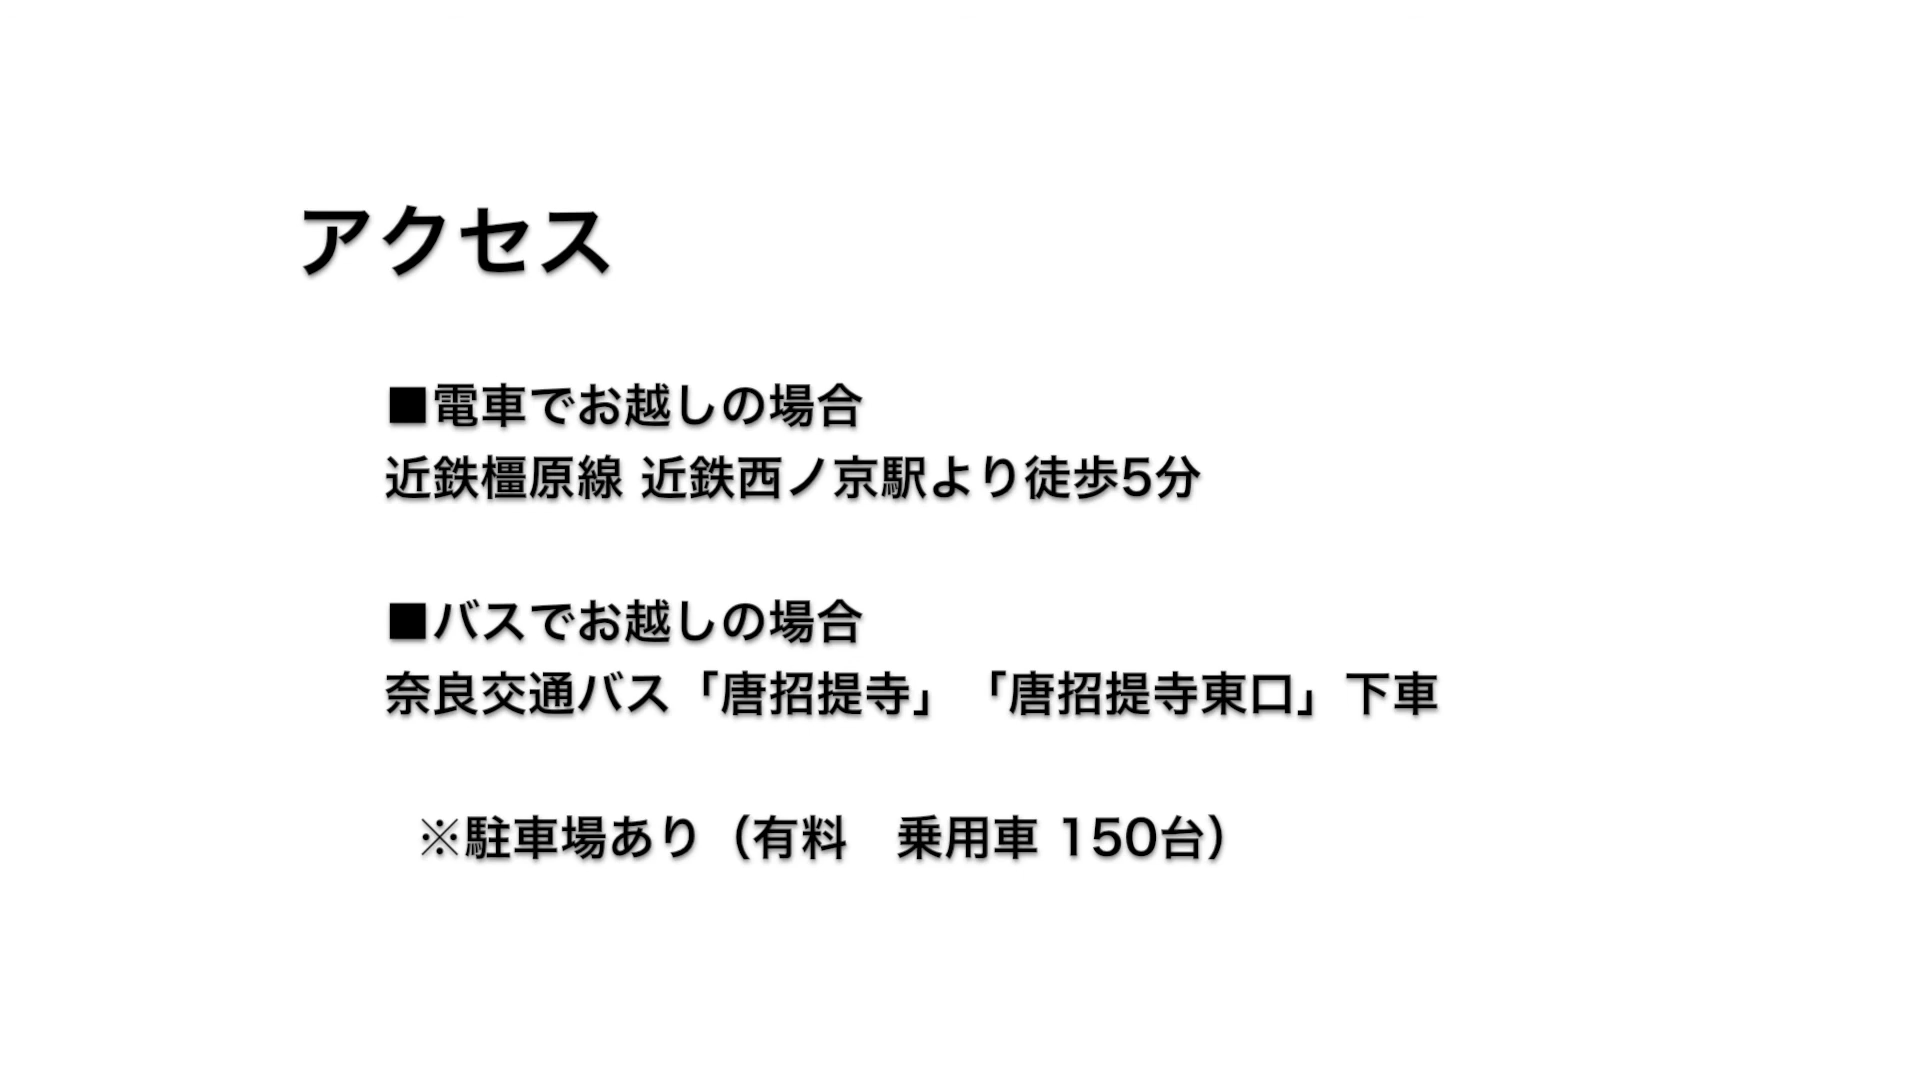 アクセス
■電車でお越しの場合
近鉄橿原線 近鉄西ノ京駅より徒歩5分
■バスでお越しの場合
奈良交通バス「唐招提寺」「唐招提寺東口」下車
※駐車場あり（有料　乗用車 150台）